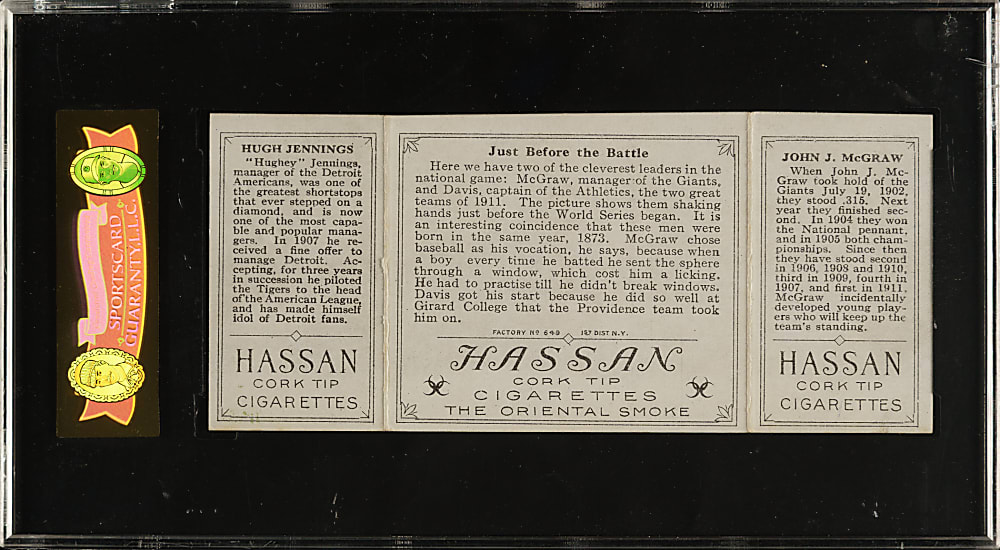 SPORTSCARD
GUARANTY, L.L.C.
HUGH JENNINGS
"Hughey" Jennings,
manager of the Detroit
Americans, was one of
the greatest shortstops
that ever stepped on a
diamond, and is now
one of the most capa-
ble and popular mana-
gers. In 1907 he re-
ceived a fine offer to
manage Detroit. Ac-
cepting, for three years
in succession he piloted
the Tigers to the head
of the American League,
and has made himself
idol of Detroit fans.
HASSAN
CORK TIP
CIGARETTES
Just Before the Battle
Here we have two of the cleverest leaders in the
national game: McGraw, manager of the Giants,
and Davis, captain of the Athletics, the two great
teams of 1911. The picture shows them shaking
hands just before the World Series began. It is
an interesting coincidence that these men were
born in the same year, 1873. McGraw chose
baseball as his vocation, he says, because when
a boy every time he batted he sent the sphere
through a window, which cost him a licking.
He had to practise till he didn't break windows.
Davis got his start because he did so well at
Girard College that the Providence team took
him on.
FACTORY Nº 649 1ST DIST N.Y.
HASSAN
CORK TIP
CIGARETTES
THE ORIENTAL SMOKE
JOHN J. McGRAW
When John J. Mc-
Graw took hold of the
Giants July 19, 1902,
they stood .315. Next
year they finished sec-
ond. In 1904 they won
the National pennant,
and in 1905 both cham-
pionships. Since then
they have stood second
in 1906, 1908 and 1910,
third in 1909, fourth in
1907, and first in 1911.
McGraw incidentally
developed young play-
ers who will keep up the
team's standing.
HASSAN
CORK TIP
CIGARETTES